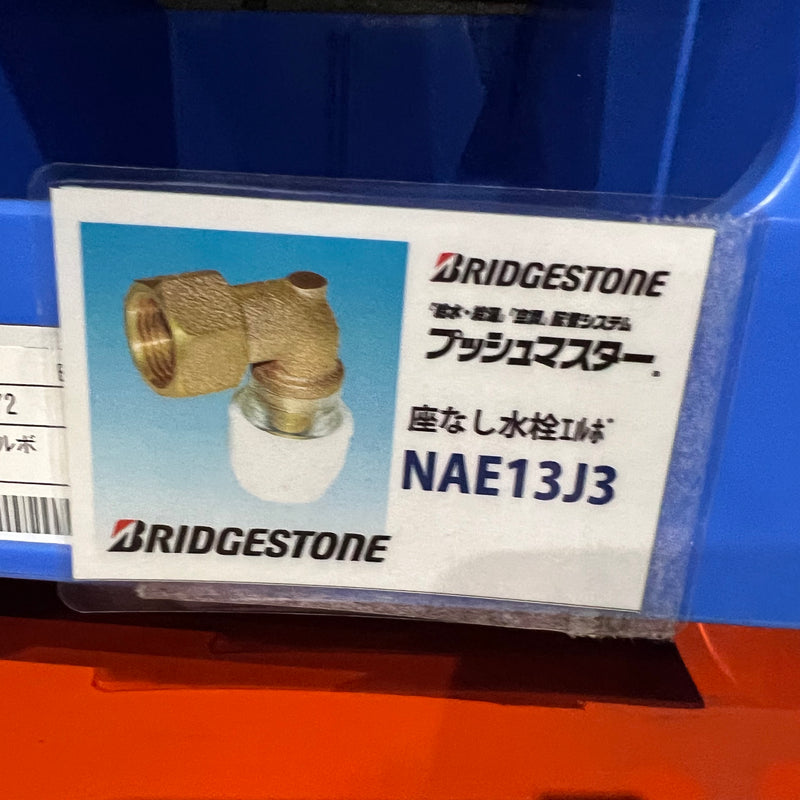 BRIDGESTONE
「給水・給湯」「空調」配管システム
プッシュマスター®
座なし水栓ｴﾙﾎﾞ
NAE13J3
BRIDGESTONE
/2
ルボ